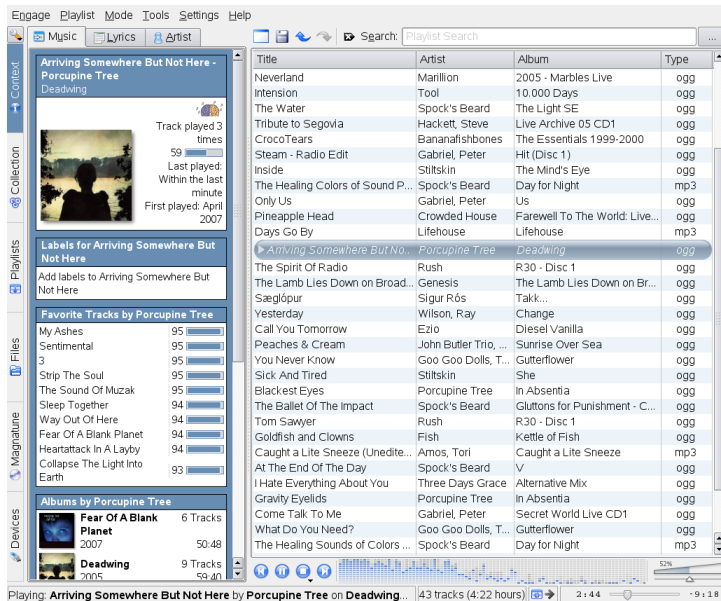 Engage Playlist Mode Tools Settings Help
Music Lyrics Artist
Search: Playlist Search ...
Context
Collection
Playlists
Files
Magnatune
Devices
Arriving Somewhere But Not Here -
Porcupine Tree
Deadwing
Track played 3
times
59
Last played:
Within the last
minute
First played: April
2007
Labels for Arriving Somewhere But
Not Here
Add labels to Arriving Somewhere But
Not Here
Favorite Tracks by Porcupine Tree
My Ashes 95
Sentimental 95
3 95
Strip The Soul 95
The Sound Of Muzak 95
Sleep Together 94
Way Out Of Here 94
Fear Of A Blank Planet 94
Heartattack In A Layby 94
Collapse The Light Into
Earth 93
Albums by Porcupine Tree
Fear Of A Blank
Planet 6 Tracks
2007 50:48
Deadwing 9 Tracks
2005 59:40
Title Artist Album Type
Neverland Marillion 2005 - Marbles Live ogg
Intension Tool 10.000 Days ogg
The Water Spock's Beard The Light SE ogg
Tribute to Segovia Hackett, Steve Live Archive 05 CD1 ogg
CrocoTears Bananafishbones The Essentials 1999-2000 ogg
Steam - Radio Edit Gabriel, Peter Hit (Disc 1) ogg
Inside Stiltskin The Mind's Eye ogg
The Healing Colors of Sound P... Spock's Beard Day for Night mp3
Only Us Gabriel, Peter Us ogg
Pineapple Head Crowded House Farewell To The World: Live... ogg
Days Go By Lifehouse Lifehouse mp3
Arriving Somewhere But No... Porcupine Tree Deadwing ogg
The Spirit Of Radio Rush R30 - Disc 1 ogg
The Lamb Lies Down on Broad... Genesis The Lamb Lies Down on Br... ogg
Sæglópur Sigur Rós Takk... ogg
Yesterday Wilson, Ray Change ogg
Call You Tomorrow Ezio Diesel Vanilla ogg
Peaches & Cream John Butler Trio, ... Sunrise Over Sea ogg
You Never Know Goo Goo Dolls, T... Gutterflower ogg
Sick And Tired Stiltskin She ogg
Blackest Eyes Porcupine Tree In Absentia ogg
The Ballet Of The Impact Spock's Beard Gluttons for Punishment - C... ogg
Tom Sawyer Rush R30 - Disc 1 ogg
Goldfish and Clowns Fish Kettle of Fish ogg
Caught a Lite Sneeze (Unedite... Amos, Tori Caught a Lite Sneeze mp3
At The End Of The Day Spock's Beard V ogg
I Hate Everything About You Three Days Grace Alternative Mix ogg
Gravity Eyelids Porcupine Tree In Absentia ogg
Come Talk To Me Gabriel, Peter Secret World Live CD1 ogg
What Do You Need? Goo Goo Dolls, T... Gutterflower ogg
The Healing Sounds of Colors ... Spock's Beard Day for Night mp3
52%
Playing: Arriving Somewhere But Not Here by Porcupine Tree on Deadwing... 43 tracks (4:22 hours) 2:44 -9:18